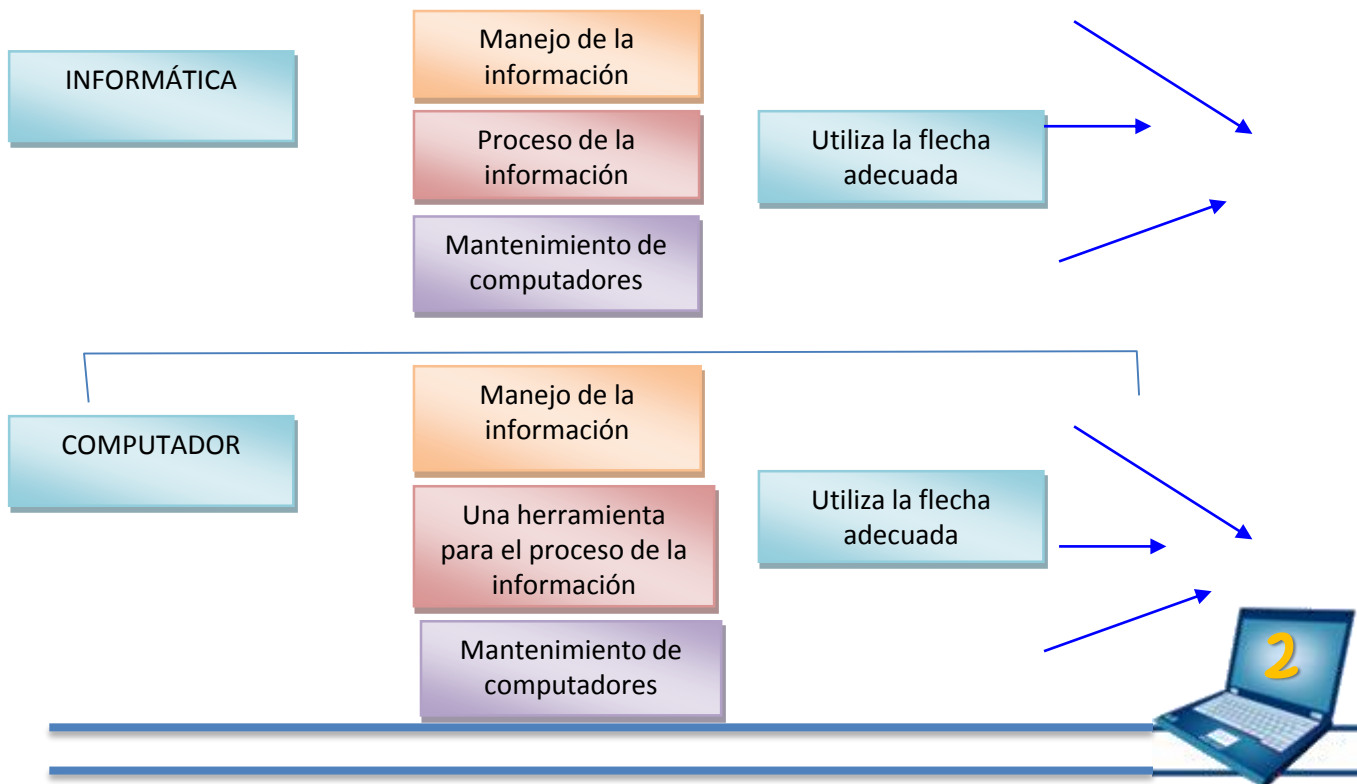 INFORMÁTICA
Manejo de la
información
Proceso de la
información
Mantenimiento de
computadores
Utiliza la flecha
adecuada
COMPUTADOR
Manejo de la
información
Una herramienta
para el proceso de la
información
Mantenimiento de
computadores
Utiliza la flecha
adecuada
2